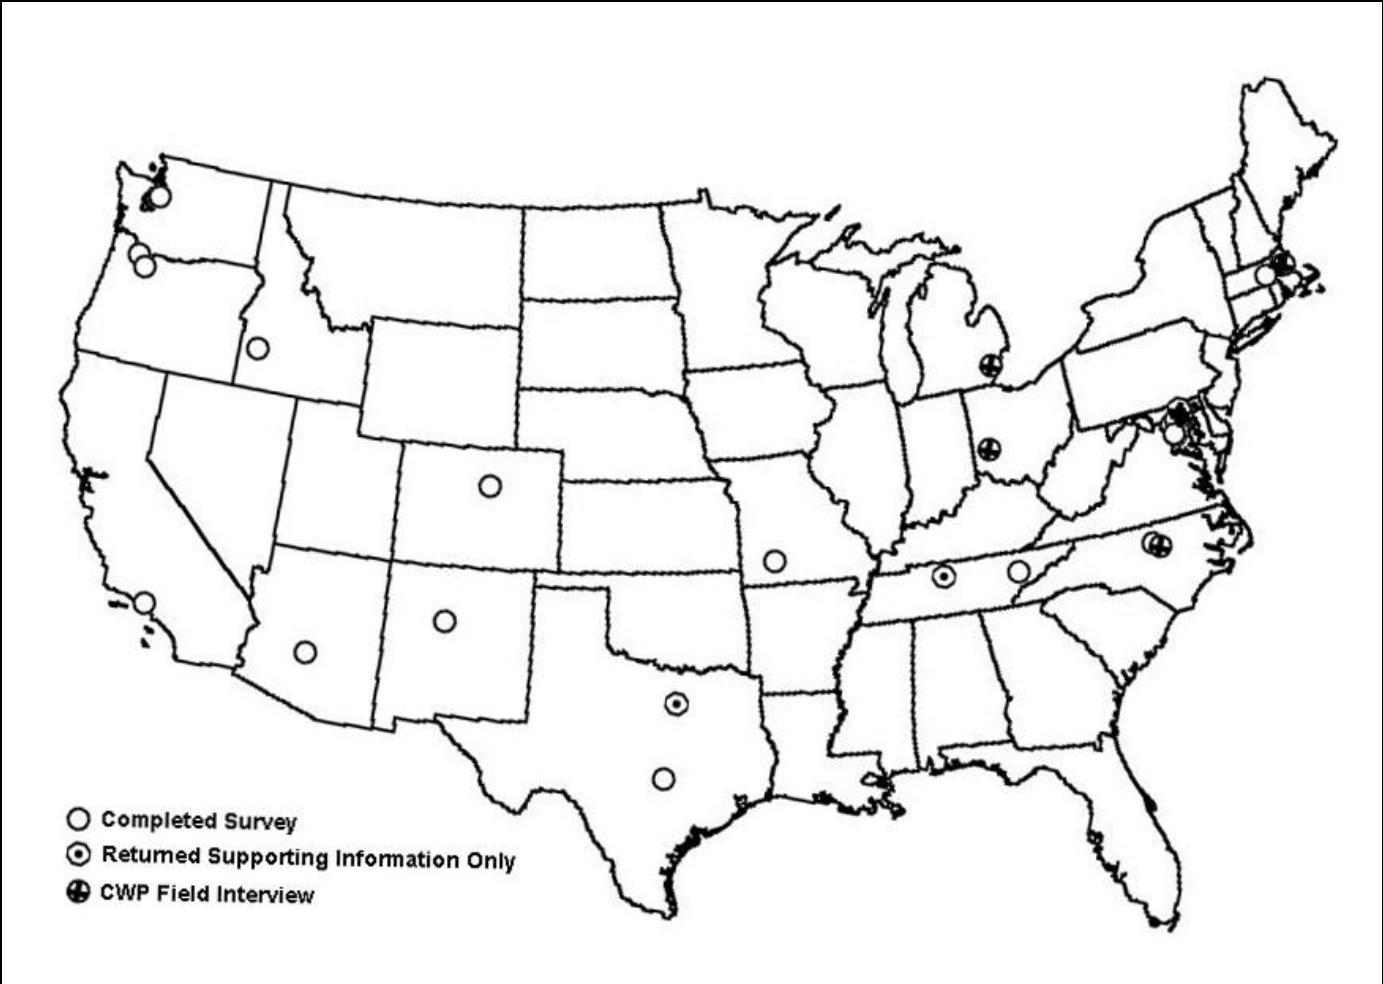 Completed Survey
Returned Supporting Information Only
CWP Field Interview